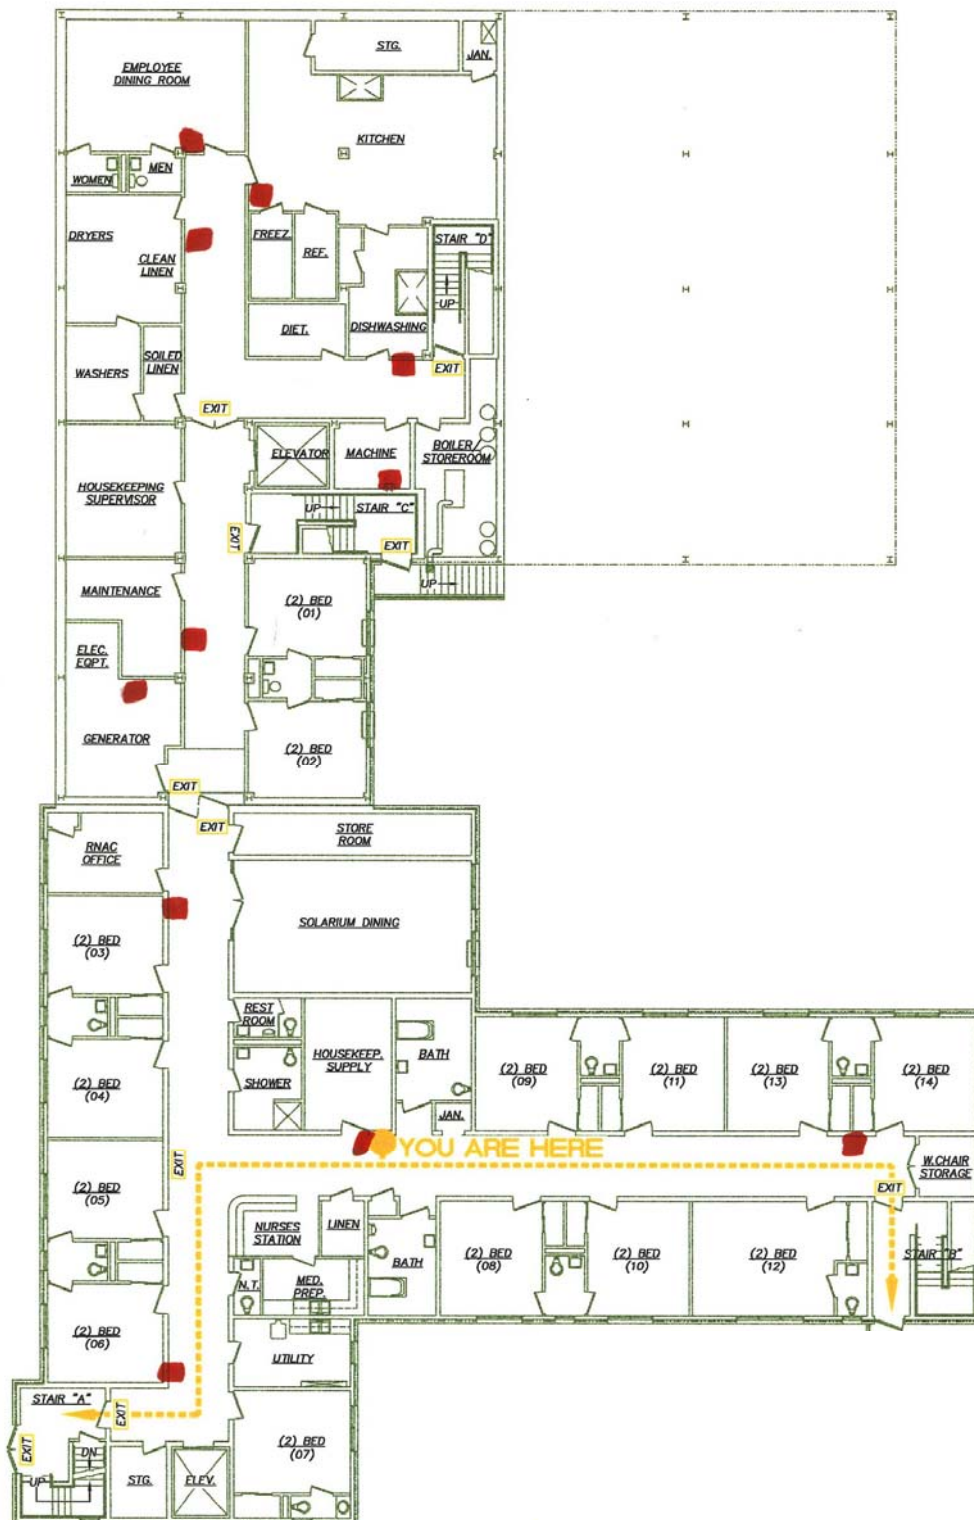 STG.
JAN.
EMPLOYEE
DINING ROOM
KITCHEN
WOMEN
MEN
DRYERS
CLEAN
LINEN
FREEZ.
REF.
STAIR "D"
UP
DIET.
DISHWASHING
WASHERS
SOILED
LINEN
EXIT
EXIT
ELEVATOR
MACHINE
BOILER/
STOREROOM
HOUSEKEEPING
SUPERVISOR
UP
STAIR "C"
EXIT
EXIT
UP
MAINTENANCE
(2) BED
(01)
ELEC.
EQPT.
GENERATOR
(2) BED
(02)
EXIT
EXIT
RNAC
OFFICE
STORE
ROOM
(2) BED
(03)
SOLARIUM DINING
REST
ROOM
HOUSEKEEP.
SUPPLY
BATH
SHOWER
JAN.
(2) BED
(09)
(2) BED
(11)
(2) BED
(13)
(2) BED
(14)
(2) BED
(04)
YOU ARE HERE
W.CHAIR
STORAGE
EXIT
EXIT
(2) BED
(05)
NURSES
STATION
LINEN
BATH
(2) BED
(08)
(2) BED
(10)
(2) BED
(12)
STAIR "B"
N.T.
MED.
PREP.
(2) BED
(06)
UTILITY
STAIR "A"
EXIT
EXIT
DN
UP
STG.
ELEV.
(2) BED
(07)